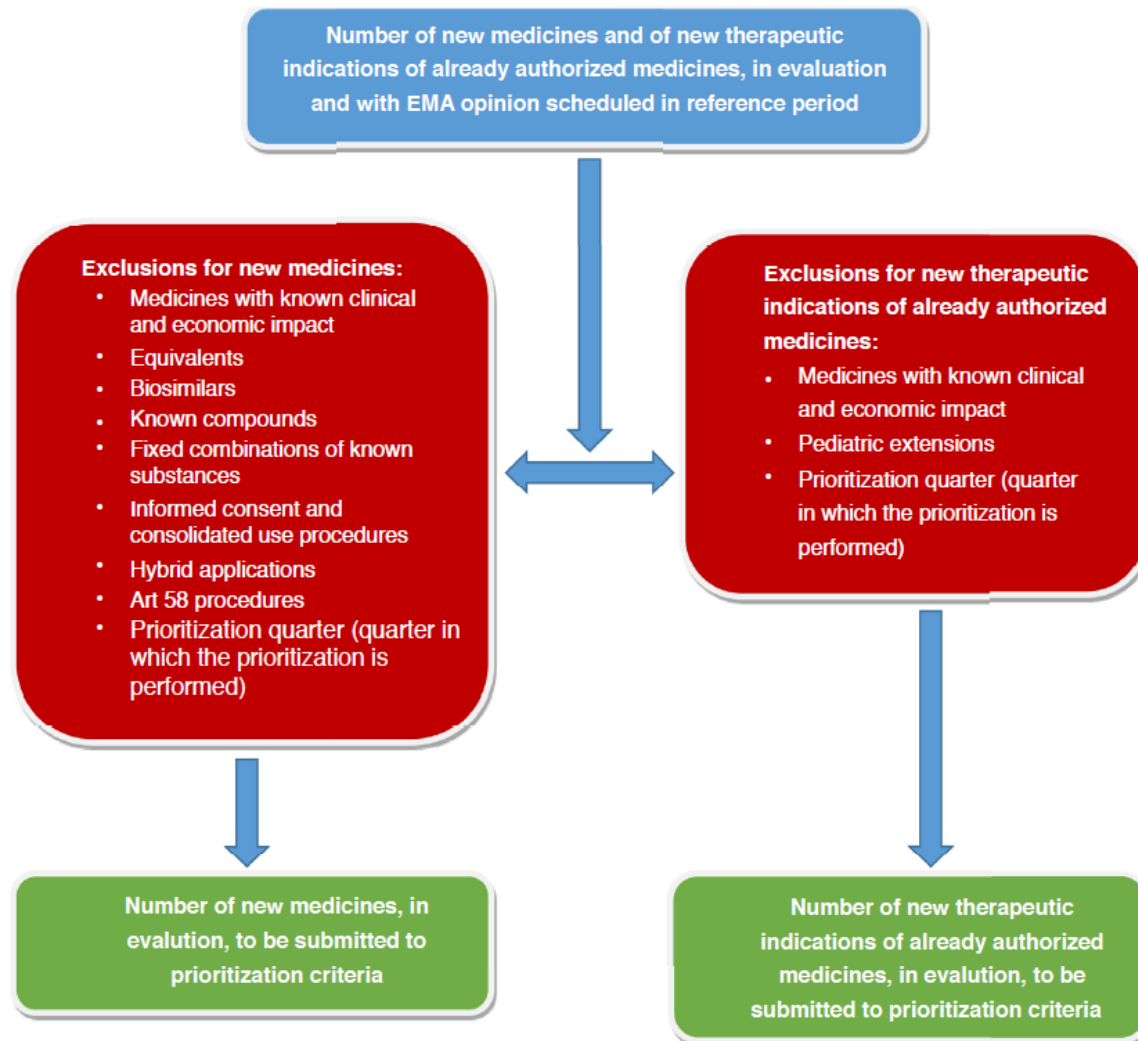 Number of new medicines and of new therapeutic
indications of already authorized medicines, in evaluation
and with EMA opinion scheduled in reference period
Exclusions for new medicines:
• Medicines with known clinical
and economic impact
• Equivalents
• Biosimilars
• Known compounds
• Fixed combinations of known
substances
• Informed consent and
consolidated use procedures
• Hybrid applications
• Art 58 procedures
• Prioritization quarter (quarter in
which the prioritization is
performed)
Exclusions for new therapeutic
indications of already authorized
medicines:
• Medicines with known clinical
and economic impact
• Pediatric extensions
• Prioritization quarter (quarter
in which the prioritization is
performed)
Number of new medicines, in
evalution, to be submitted to
prioritization criteria
Number of new therapeutic
indications of already authorized
medicines, in evalution, to be
submitted to prioritization criteria